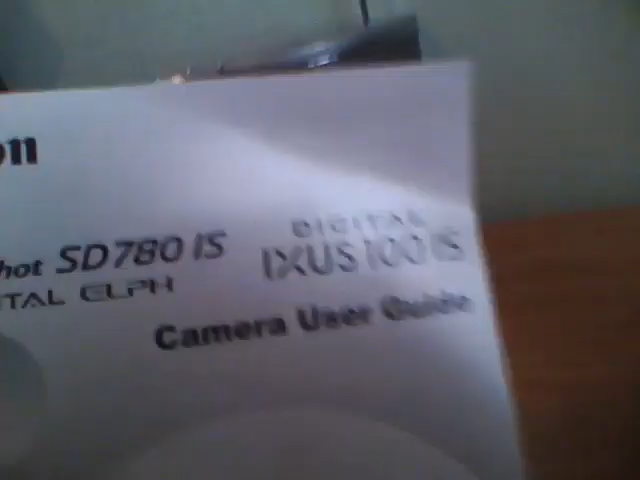 on
hot SD780 IS
TAL ELPH
DIGITAL
IXUS 100 IS
Camera User Guide